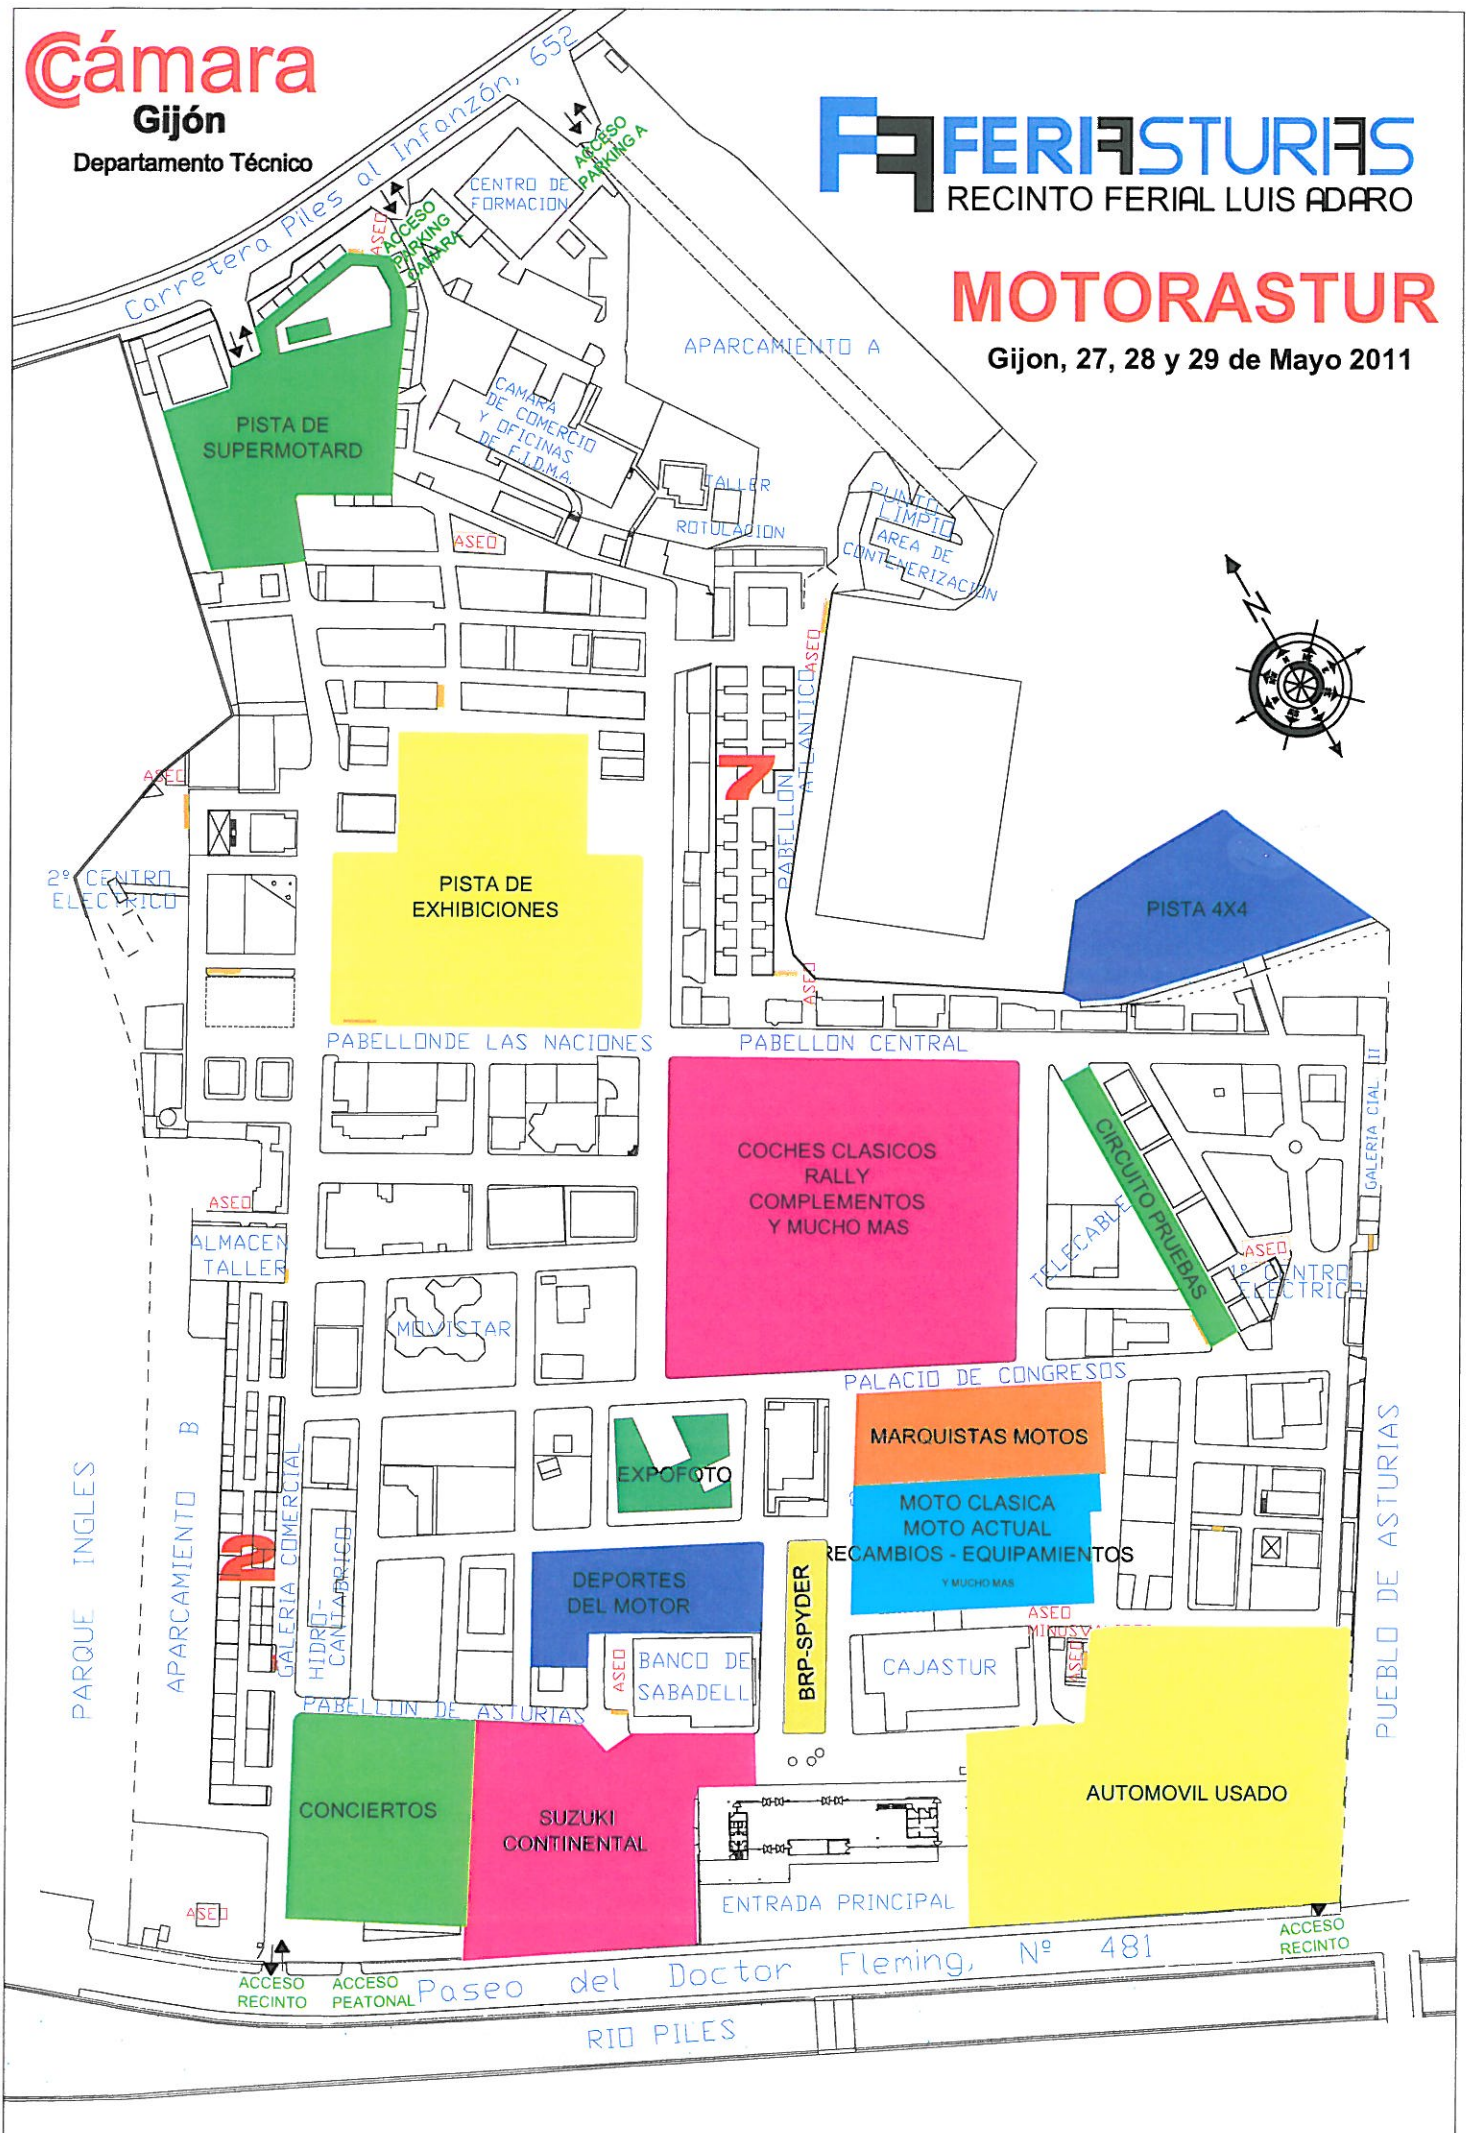 Cámara
Gijón
Departamento Técnico
Carretera Piles al Infanzón, 652
FERIASTURIAS
RECINTO FERIAL LUIS ADARO
MOTORASTUR
Gijon, 27, 28 y 29 de Mayo 2011
ACCESO
PARKING A
CENTRO DE
FORMACION
ASEO
ACCESO
PARKING
CAMARA
APARCAMIENTO A
PISTA DE
SUPERMOTARD
CAMARA
DE COMERCIO
Y OFICINAS
DE F.I.D.M.A.
TALLER
ROTULACION
PUNTO
LIMPIO
AREA DE
CONTENERIZACION
ASEO
N
ASEO
PABELLON
ATLANTICO
7
ASEO
2º CENTRO
ELECTRICO
PISTA DE
EXHIBICIONES
PISTA 4X4
ASEO
PABELLONDE LAS NACIONES
PABELLON CENTRAL
GALERIA CIAL II
COCHES CLASICOS
RALLY
COMPLEMENTOS
Y MUCHO MAS
CIRCUITO PRUEBAS
TELECABLE
ASEO
1º CENTRO
ELECTRICO
ASEO
ALMACEN
TALLER
MOVISTAR
PALACIO DE CONGRESOS
MARQUISTAS MOTOS
EXPOFOTO
MOTO CLASICA
MOTO ACTUAL
RECAMBIOS - EQUIPAMIENTOS
Y MUCHO MAS
PARQUE INGLES
APARCAMIENTO B
2
GALERIA COMERCIAL
HIDRO-
CANTABRICO
DEPORTES
DEL MOTOR
BRP-SPYDER
ASEO
BANCO DE
SABADELL
CAJASTUR
ASEO
ASEO
PUEBLO DE ASTURIAS
PABELLON DE ASTURIAS
CONCIERTOS
SUZUKI
CONTINENTAL
AUTOMOVIL USADO
ENTRADA PRINCIPAL
ASEO
ACCESO
RECINTO
ACCESO
PEATONAL
Paseo del Doctor Fleming, Nº 481
ACCESO
RECINTO
RIO PILES